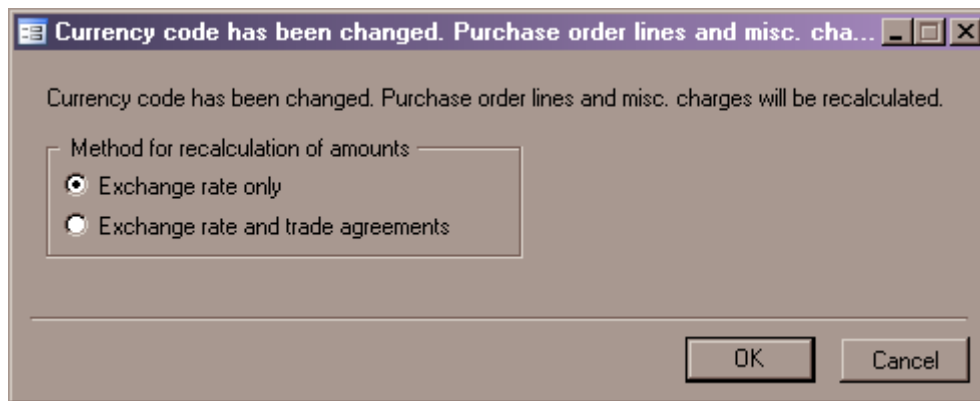 Currency code has been changed. Purchase order lines and misc. cha...
Currency code has been changed. Purchase order lines and misc. charges will be recalculated.
Method for recalculation of amounts
Exchange rate only
Exchange rate and trade agreements
OK
Cancel